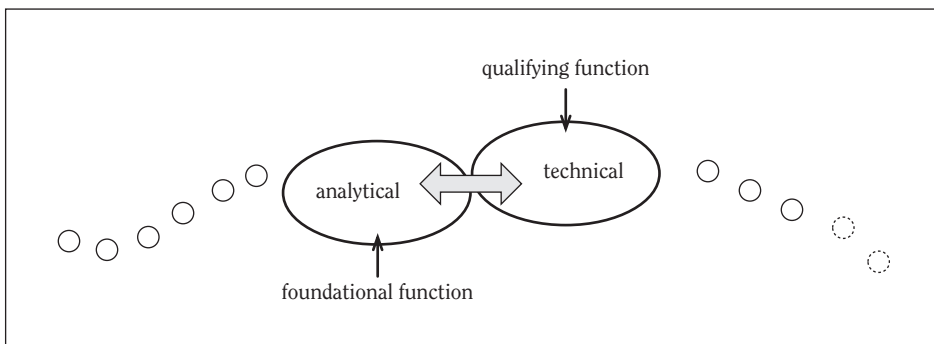 qualifying function
analytical
technical
foundational function